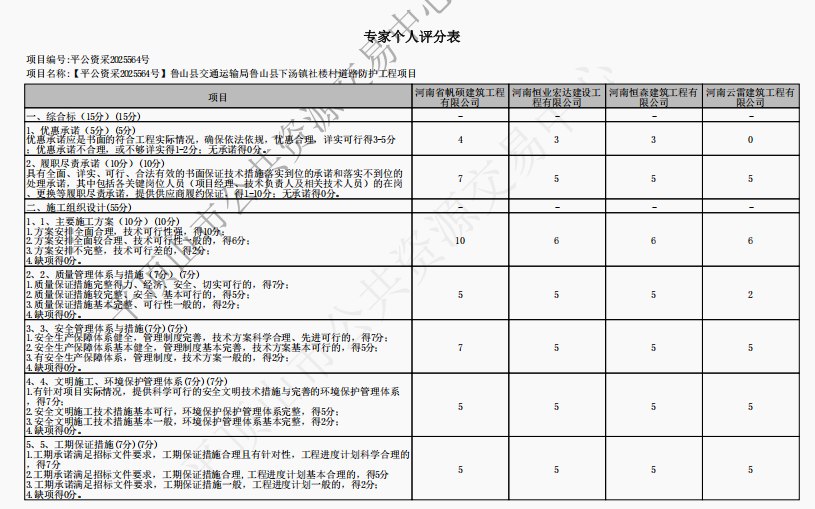 专家个人评分表
项目编号:平公资采2025564号
项目名称:【平公资采2025564号】鲁山县交通运输局鲁山县下汤镇社楼村道路防护工程项目
项目 河南省帆硕建筑工程有限公司 河南恒业宏达建设工程有限公司 河南恒森建筑工程有限公司 河南云雷建筑工程有限公司
一、综合标（15分）(15分) - - - -
1、优惠承诺（5分）(5分)
优惠承诺应是书面的符合工程实际情况，确保依法依规，优惠合理，详实可行得3-5分
；优惠承诺不合理，或不够详实得1-2分；无承诺得0分。 4 3 3 0
2、履职尽责承诺（10分）(10分)
具有全面、详实、可行、合法有效的书面保证技术措施落实到位的承诺和落实不到位的
处理承诺，其中包括各关键岗位人员（项目经理、技术负责人及相关技术人员）的在岗
、更换等履职尽责承诺，提供供应商履约保证，得1-10分；无承诺得0分。 7 5 5 5
二、施工组织设计(55分) - - - -
1、1、主要施工方案（10分）(10分)
1.方案安排全面合理，技术可行性强，得10分；
2.方案安排全面较合理、技术可行性一般的，得6分；
3.方案安排不完整，技术可行差的，得2分；
4.缺项得0分。 10 6 6 6
2、2、质量管理体系与措施（7分）(7分)
1.质量保证措施完整得力、经济、安全、切实可行的，得7分；
2.质量保证措施较完整、安全、基本可行的，得5分；
3.质量保证措施基本完整、可行性一般的，得2分；
4.缺项得0分。 5 5 5 2
3、3、安全管理体系与措施(7分)(7分)
1.安全生产保障体系健全，管理制度完善，技术方案科学合理、先进可行的，得7分；
2.安全生产保障体系基本健全，管理制度基本完善，技术方案基本可行的，得5分；
3.有安全生产保障体系，管理制度，技术方案一般的，得2分；
4.缺项得0分。 7 5 5 5
4、4、文明施工、环境保护管理体系(7分)(7分)
1.有针对项目实际情况，提供科学可行的安全文明技术措施与完善的环境保护管理体系
，得7分；
2.安全文明施工技术措施基本可行，环境保护保护管理体系完整，得5分；
3.安全文明施工技术措施基本一般，环境保护管理体系基本完整，得2分；
4.缺项得0分。 5 5 5 5
5、5、工期保证措施(7分)(7分)
1.工期承诺满足招标文件要求，工期保证措施合理且有针对性，工程进度计划科学合理的
，得7分
2.工期承诺满足招标文件要求，工期保证措施合理，工程进度计划基本合理的，得5分
3.工期承诺满足招标文件要求，工期保证措施一般，工程进度计划一般的，得2分；
4.缺项得0分。 5 5 5 5
平顶山市公共资源交易中心
平顶山市公共资源交易中心